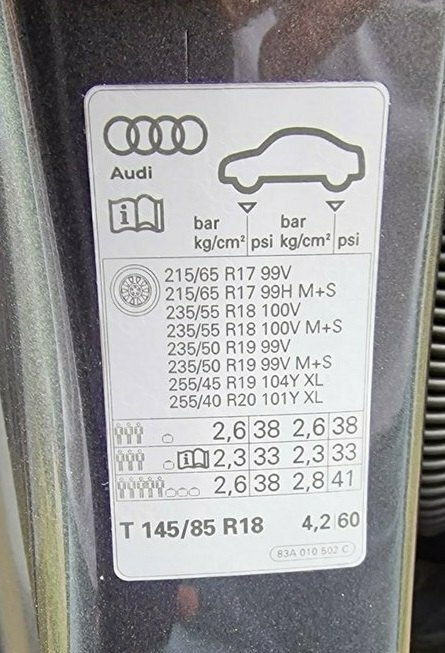 Audi
i
bar bar
kg/cm² psi kg/cm² psi
215/65 R17 99V
215/65 R17 99H M+S
235/55 R18 100V
235/55 R18 100V M+S
235/50 R19 99V
235/50 R19 99V M+S
255/45 R19 104Y XL
255/40 R20 101Y XL
2,6 38 2,6 38
i 2,3 33 2,3 33
2,6 38 2,8 41
T 145/85 R18 4,2 60
83A 010 502 C